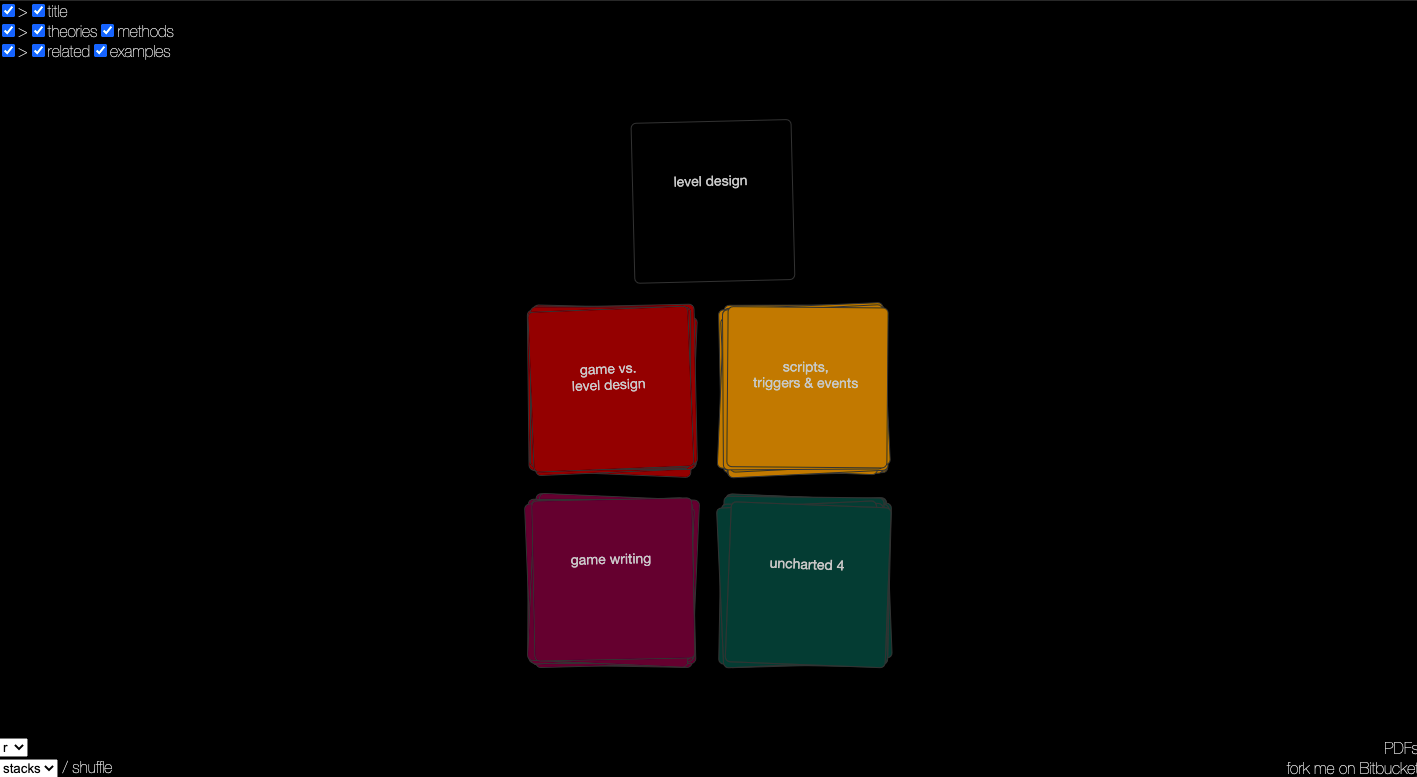 > title
> theories methods
> related examples
level design
game vs.
level design
scripts,
triggers & events
game writing
uncharted 4
r
stacks / shuffle
PDFs
fork me on Bitbucket